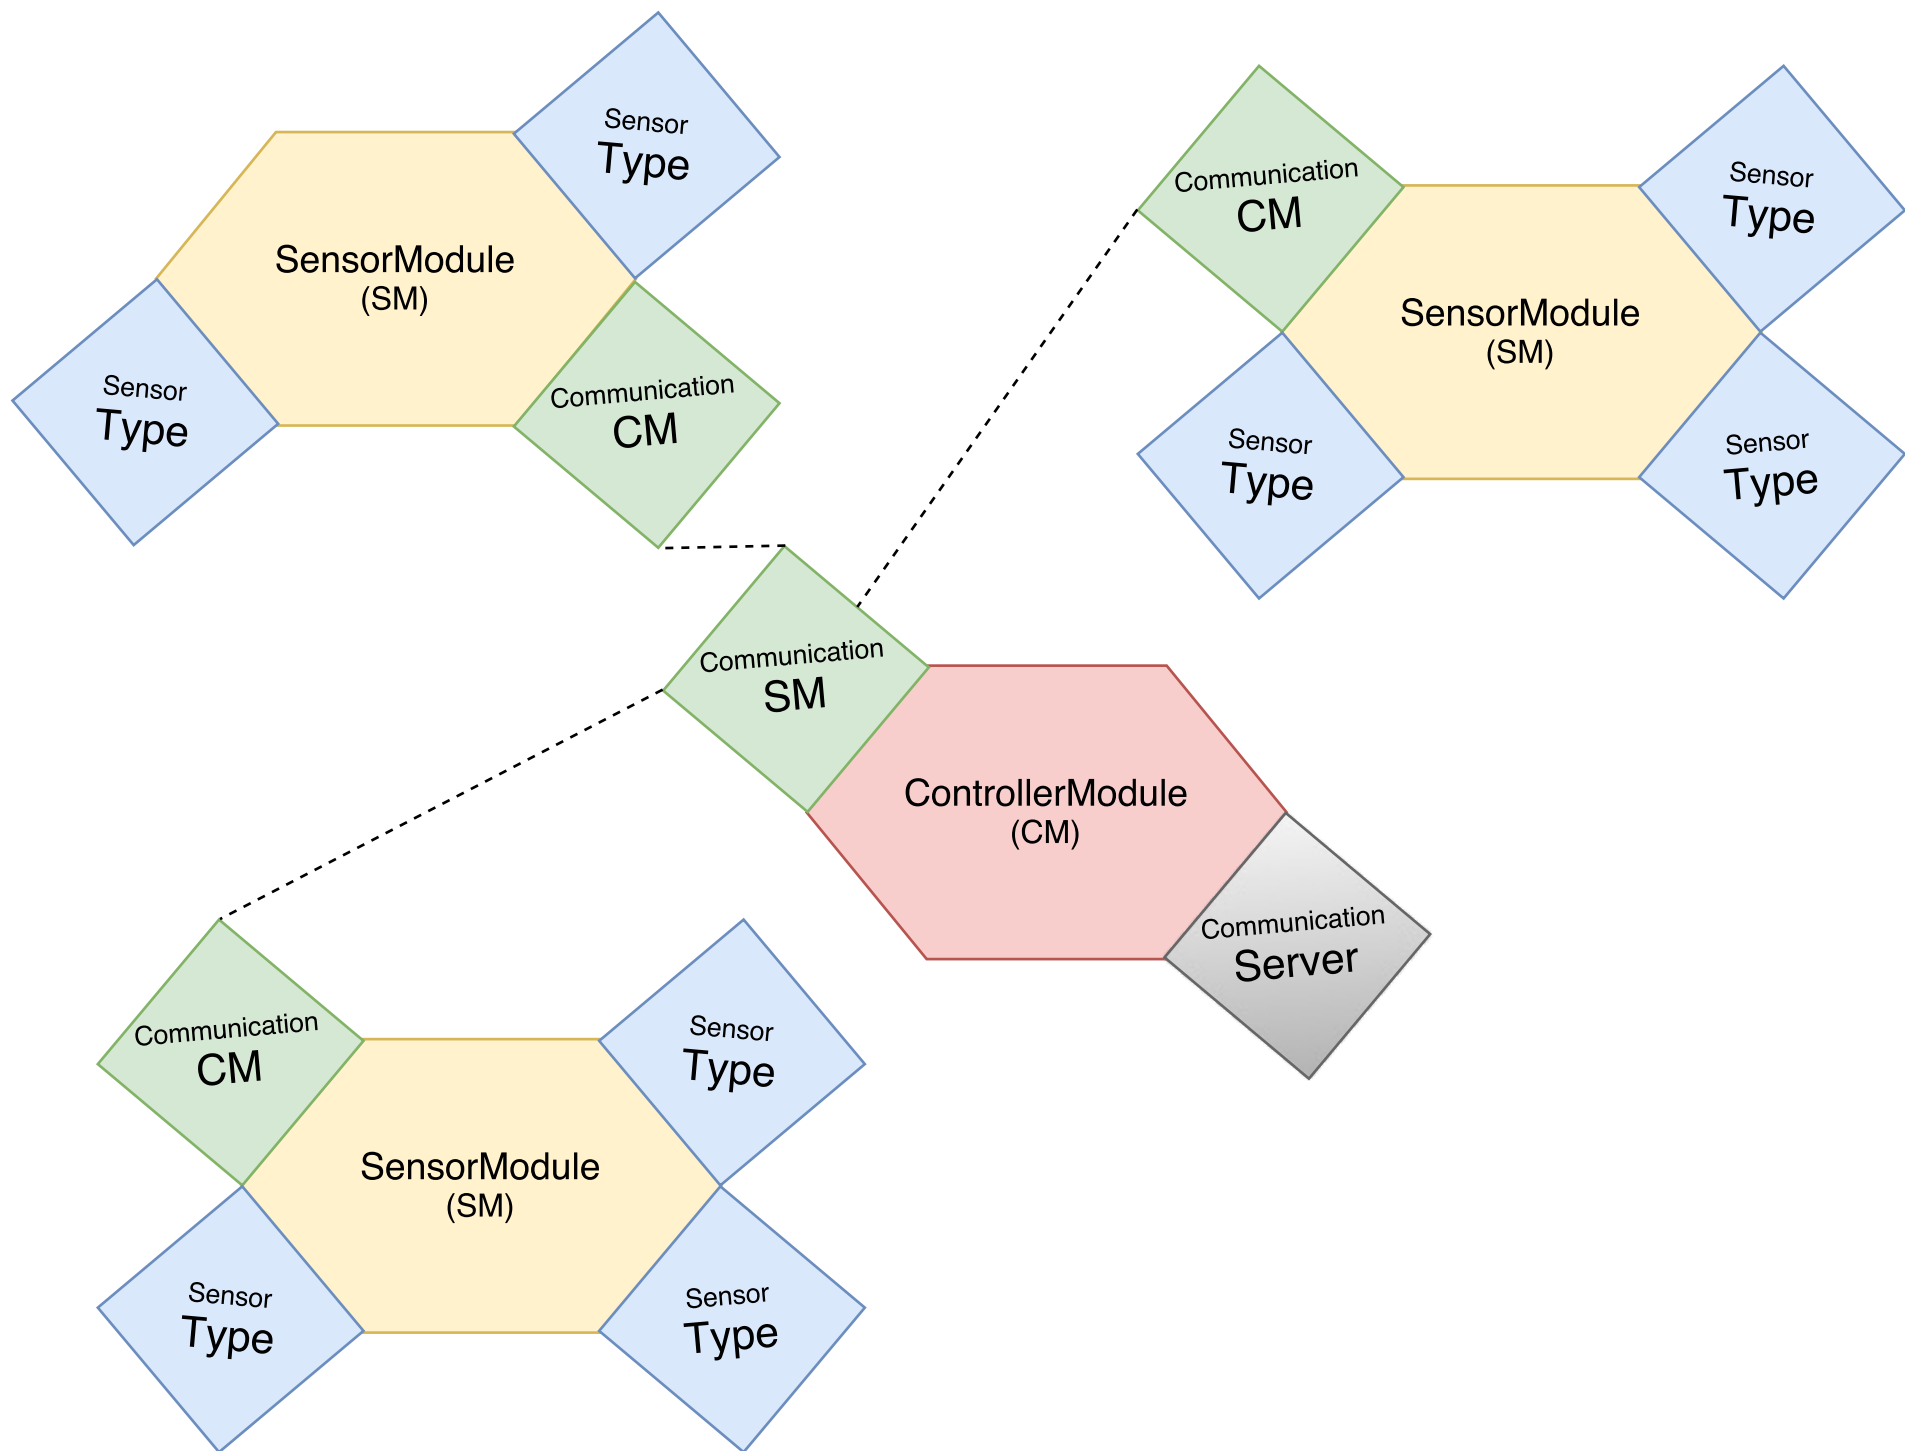 Sensor
Type
SensorModule
(SM)
Sensor
Type
Communication
CM
Communication
CM
Sensor
Type
SensorModule
(SM)
Sensor
Type
Sensor
Type
Communication
SM
ControllerModule
(CM)
Communication
Server
Communication
CM
Sensor
Type
SensorModule
(SM)
Sensor
Type
Sensor
Type